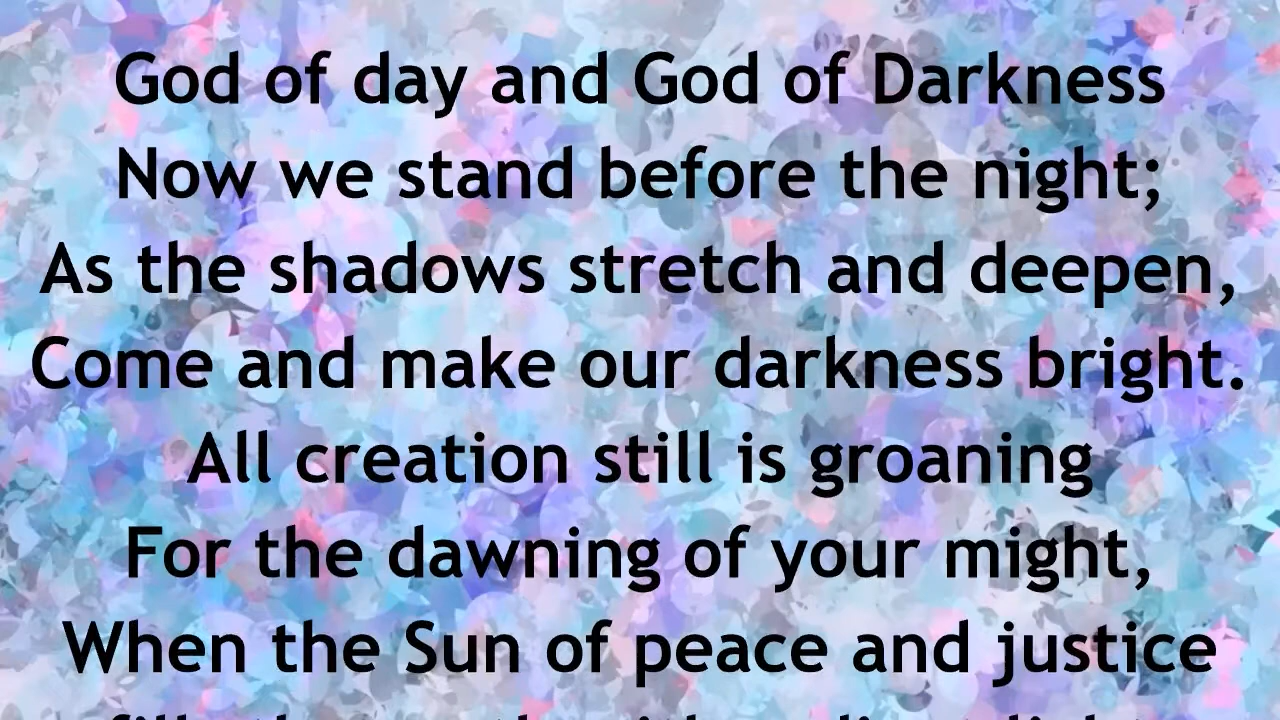 God of day and God of Darkness
Now we stand before the night;
As the shadows stretch and deepen,
Come and make our darkness bright.
All creation still is groaning
For the dawning of your might,
When the Sun of peace and justice